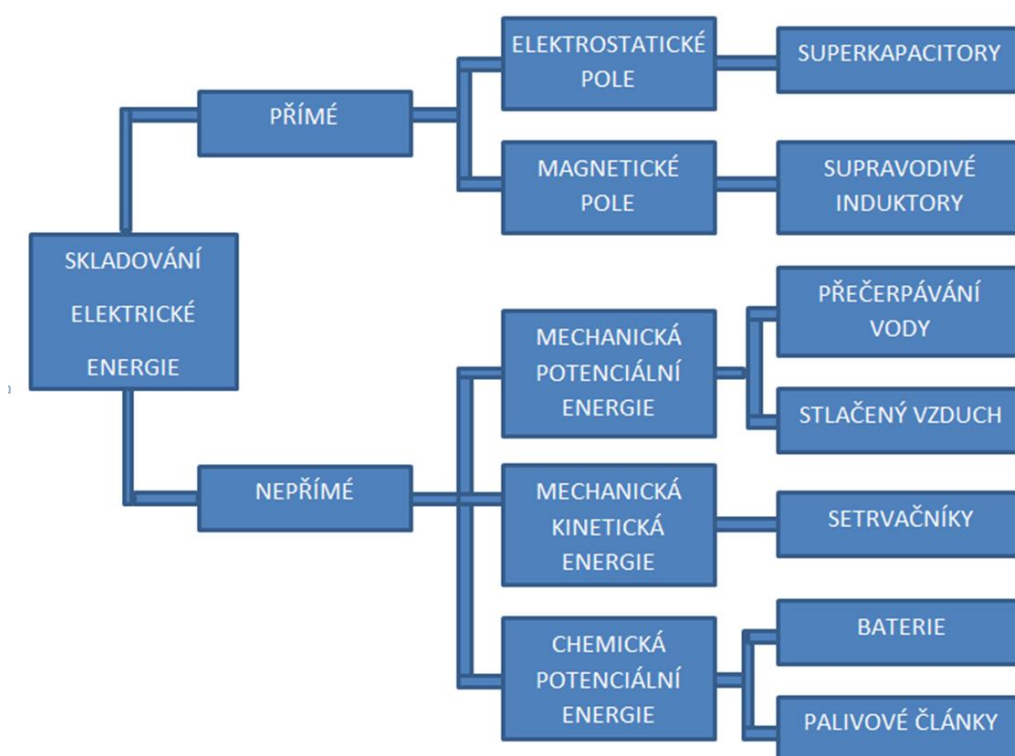 SKLADOVÁNÍ
ELEKTRICKÉ
ENERGIE
PŘÍMÉ
ELEKTROSTATICKÉ
POLE
SUPERKAPACITORY
MAGNETICKÉ
POLE
SUPRAVODIVÉ
INDUKTORY
NEPŘÍMÉ
MECHANICKÁ
POTENCIÁLNÍ
ENERGIE
PŘEČERPÁVÁNÍ
VODY
STLAČENÝ VZDUCH
MECHANICKÁ
KINETICKÁ
ENERGIE
SETRVAČNÍKY
CHEMICKÁ
POTENCIÁLNÍ
ENERGIE
BATERIE
PALIVOVÉ ČLÁNKY